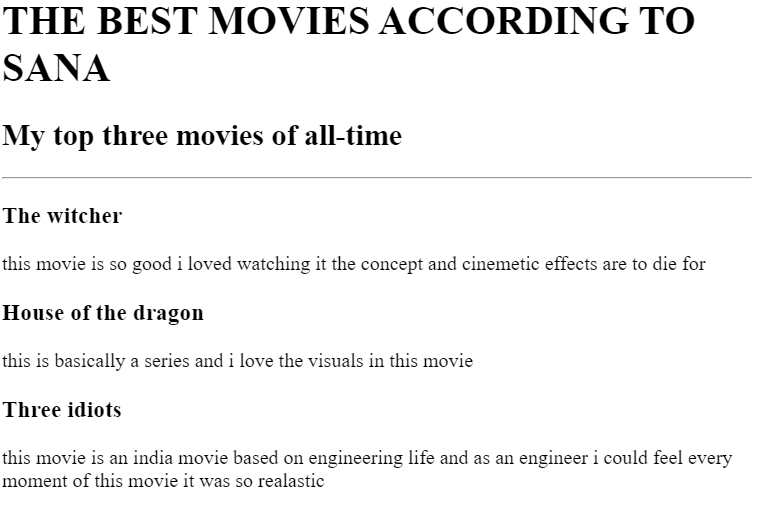 THE BEST MOVIES ACCORDING TO
SANA
My top three movies of all-time
The witcher
this movie is so good i loved watching it the concept and cinemetic effects are to die for
House of the dragon
this is basically a series and i love the visuals in this movie
Three idiots
this movie is an india movie based on engineering life and as an engineer i could feel every
moment of this movie it was so realastic